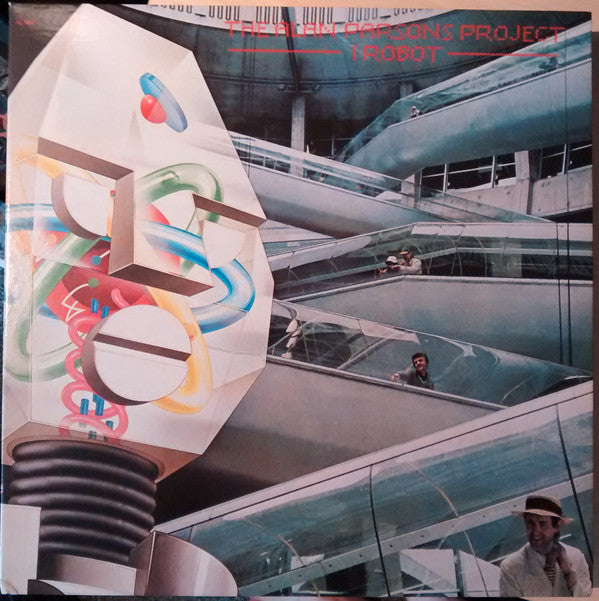 THE ALAN PARSONS PROJECT
I ROBOT